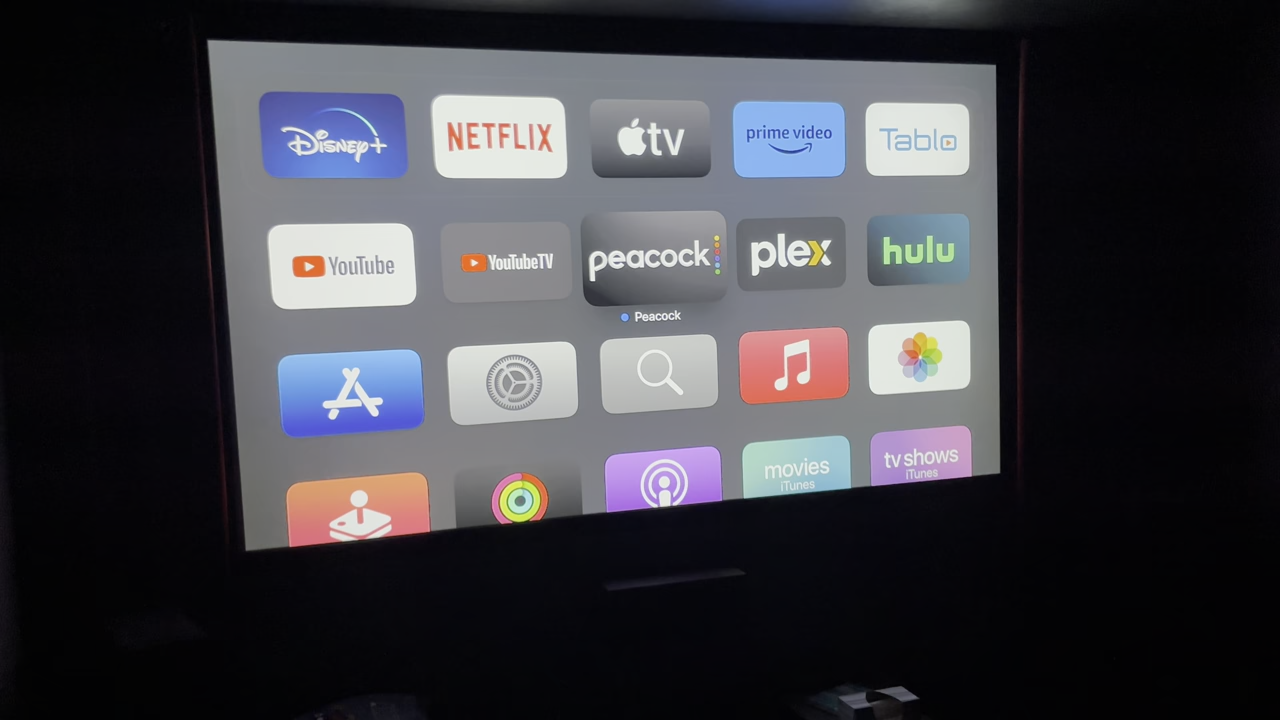 Disney+
NETFLIX
tv
prime video
Tablo
YouTube
YouTubeTV
peacock
plex
hulu
Peacock
movies
iTunes
tv shows
iTunes